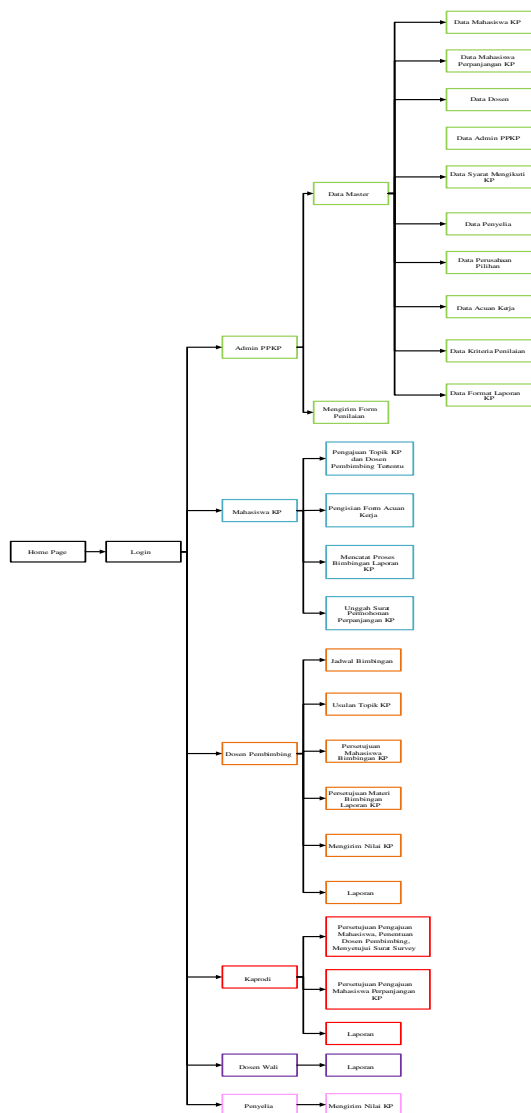 Home Page
Login
Admin PPKP
Data Master
Data Mahasiswa KP
Data Mahasiswa
Perpanjangan KP
Data Dosen
Data Admin PPKP
Data Syarat Mengikuti
KP
Data Penyelia
Data Perusahaan
Pilihan
Data Acuan Kerja
Data Kriteria Penilaian
Data Format Laporan
KP
Mengirim Form
Penilaian
Mahasiswa KP
Pengajuan Topik KP
dan Dosen
Pembimbing Tertentu
Pengisian Form Acuan
Kerja
Mencatat Proses
Bimbingan Laporan
KP
Unggah Surat
Permohonan
Perpanjangan KP
Dosen Pembimbing
Jadwal Bimbingan
Usulan Topik KP
Persetujuan
Mahasiswa
Bimbingan KP
Persetujuan Materi
Bimbingan
Laporan KP
Mengirim Nilai KP
Laporan
Kaprodi
Persetujuan Pengajuan
Mahasiswa, Penentuan
Dosen Pembimbing,
Menyetujui Surat Survey
Persetujuan Pengajuan
Mahasiswa Perpanjangan
KP
Laporan
Dosen Wali
Laporan
Penyelia
Mengirim Nilai KP